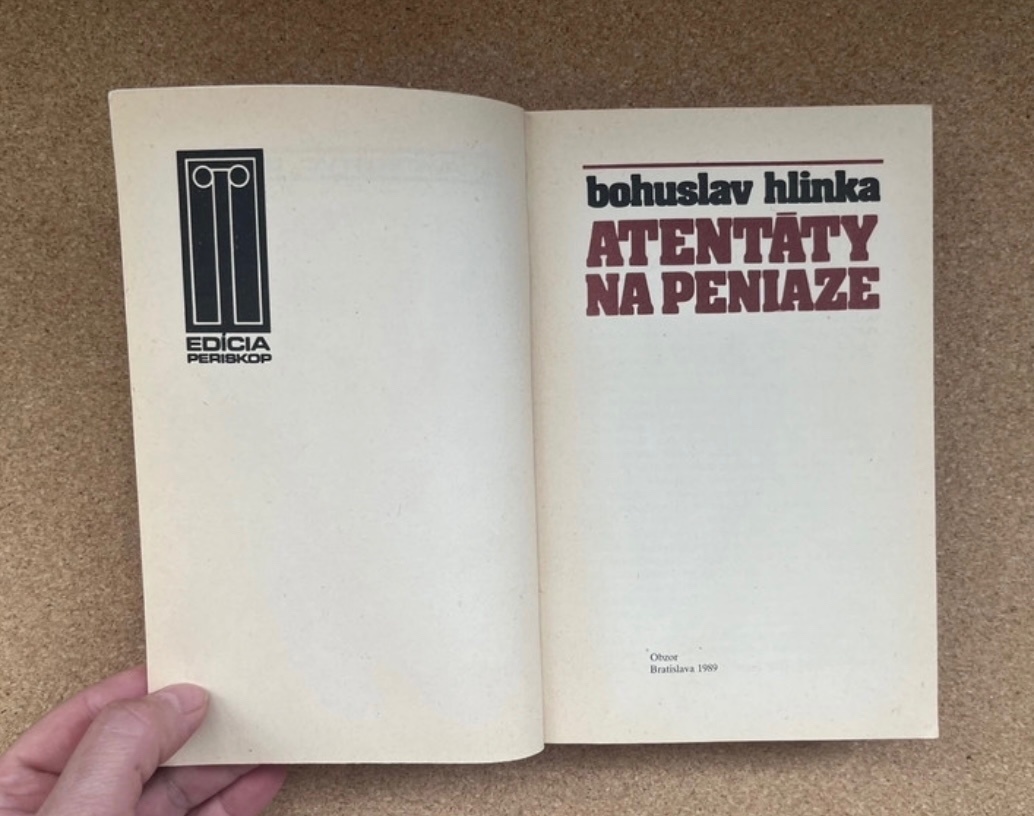 EDÍCIA
PERISKOP
bohuslav hlinka
ATENTÁTY
NA PENIAZE
Obzor
Bratislava 1989